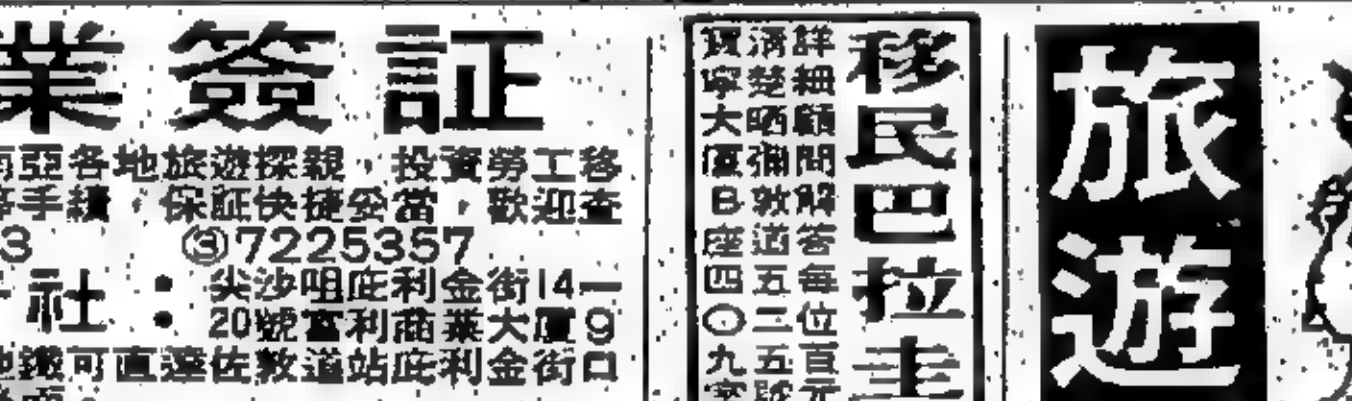 業簽証
亞各地旅遊探親，投資勞工移
手續，保証快捷妥當，歡迎查
3　③7225357
社：尖沙咀庇利金街14一
20號富利商業大廈9
鐵可直達佐敦道站庇利金街口
移民巴拉圭
詳細顧問解答每位百元
清楚晒彌敦道五二五號
寶寧大廈B座四〇九室
旅遊